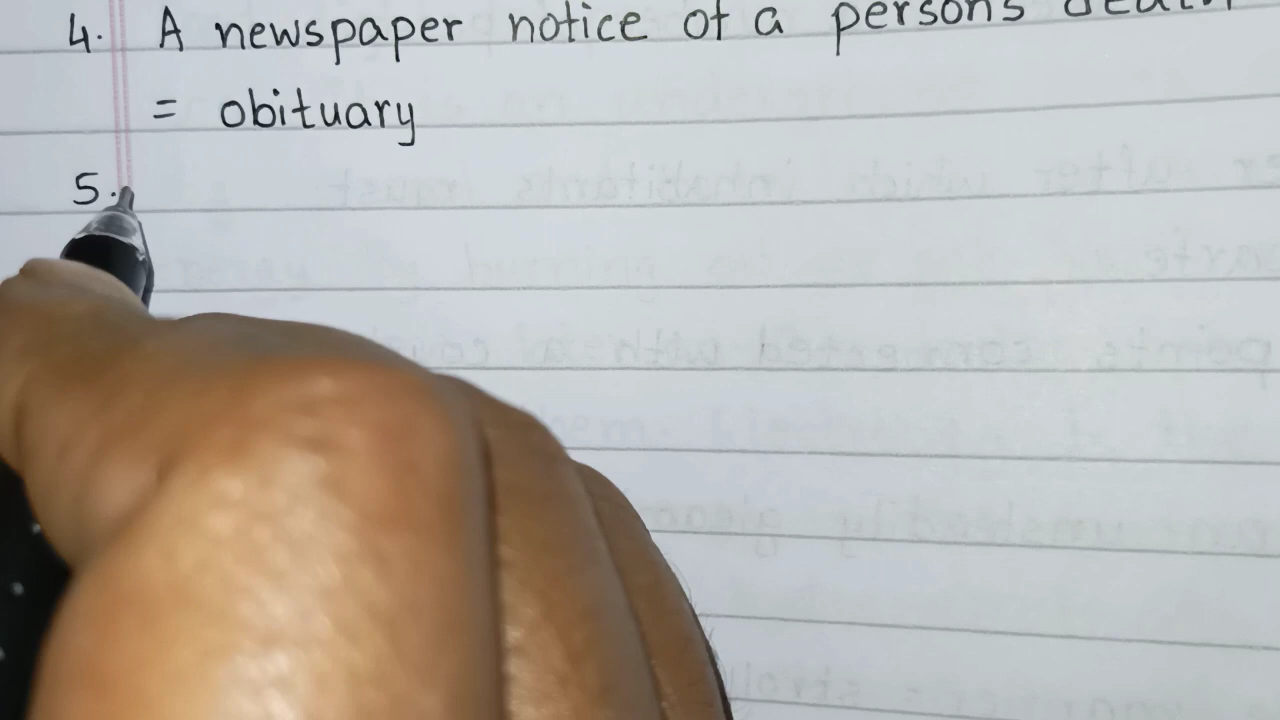 4. A newspaper notice of a persons death
= obituary
5.